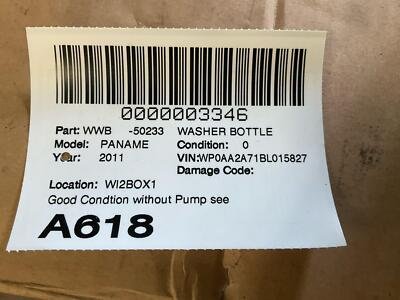 0000003346
Part: WWB -50233 WASHER BOTTLE
Model: PANAME Condition: 0
Year: 2011 VIN:WP0AA2A71BL015827
Damage Code:
Location: WI2BOX1
Good Condtion without Pump see
A618